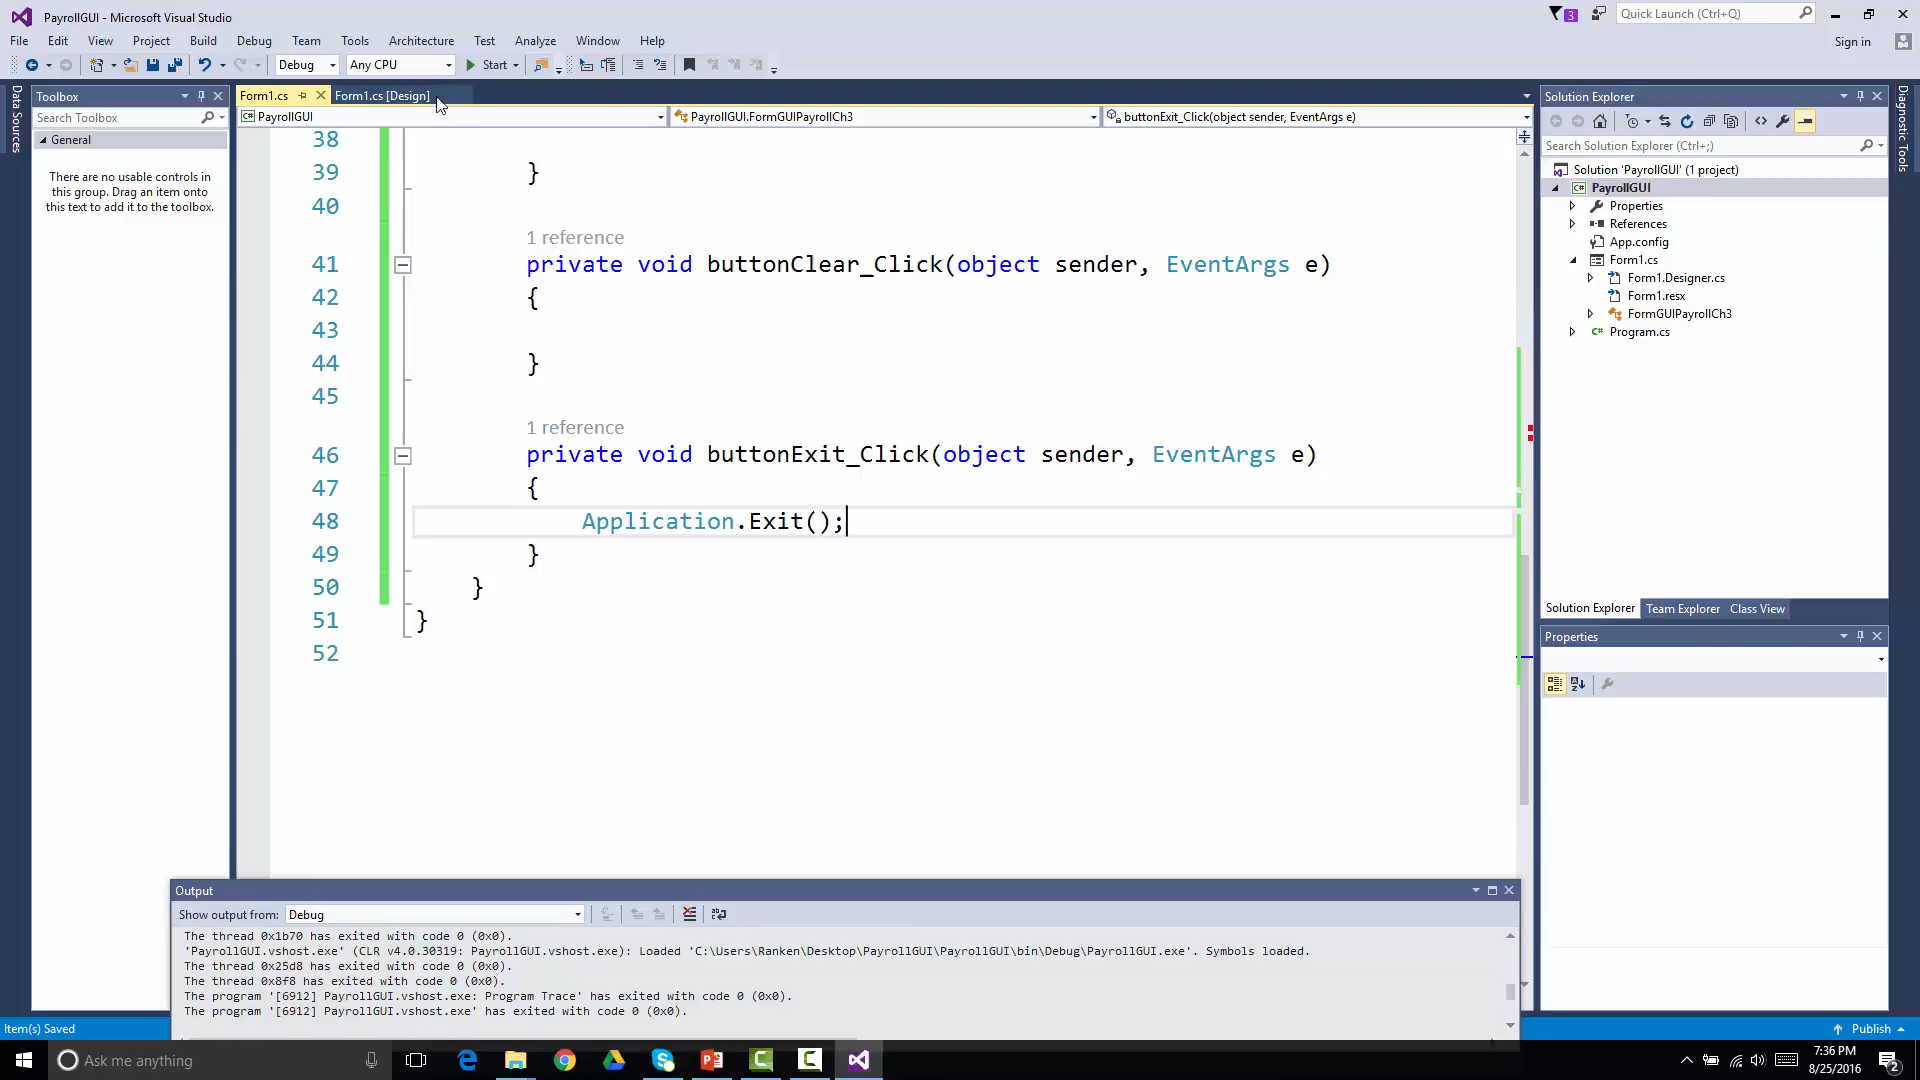 PayrollGUI - Microsoft Visual Studio
3
Quick Launch (Ctrl+Q)
File Edit View Project Build Debug Team Tools Architecture Test Analyze Window Help
Sign in
Debug Any CPU Start
Data Sources
Toolbox
Search Toolbox
General
There are no usable controls in
this group. Drag an item onto
this text to add it to the toolbox.
Form1.cs Form1.cs [Design]
PayrollGUI PayrollGUI.FormGUIPayrollCh3 buttonExit_Click(object sender, EventArgs e)
38
39 }
40
1 reference
41 private void buttonClear_Click(object sender, EventArgs e)
42 {
43
44 }
45
1 reference
46 private void buttonExit_Click(object sender, EventArgs e)
47 {
48 Application.Exit();
49 }
50 }
51 }
52
Solution Explorer
Search Solution Explorer (Ctrl+;)
Solution 'PayrollGUI' (1 project)
PayrollGUI
Properties
References
App.config
Form1.cs
Form1.Designer.cs
Form1.resx
FormGUIPayrollCh3
Program.cs
Solution Explorer Team Explorer Class View
Properties
Diagnostic Tools
Output
Show output from: Debug
The thread 0x1b70 has exited with code 0 (0x0).
'PayrollGUI.vshost.exe' (CLR v4.0.30319: PayrollGUI.vshost.exe): Loaded 'C:\Users\Ranken\Desktop\PayrollGUI\PayrollGUI\bin\Debug\PayrollGUI.exe'. Symbols loaded.
The thread 0x25d8 has exited with code 0 (0x0).
The thread 0x8f8 has exited with code 0 (0x0).
The program '[6912] PayrollGUI.vshost.exe: Program Trace' has exited with code 0 (0x0).
The program '[6912] PayrollGUI.vshost.exe' has exited with code 0 (0x0).
Item(s) Saved
Publish
Ask me anything
7:36 PM
8/25/2016
2